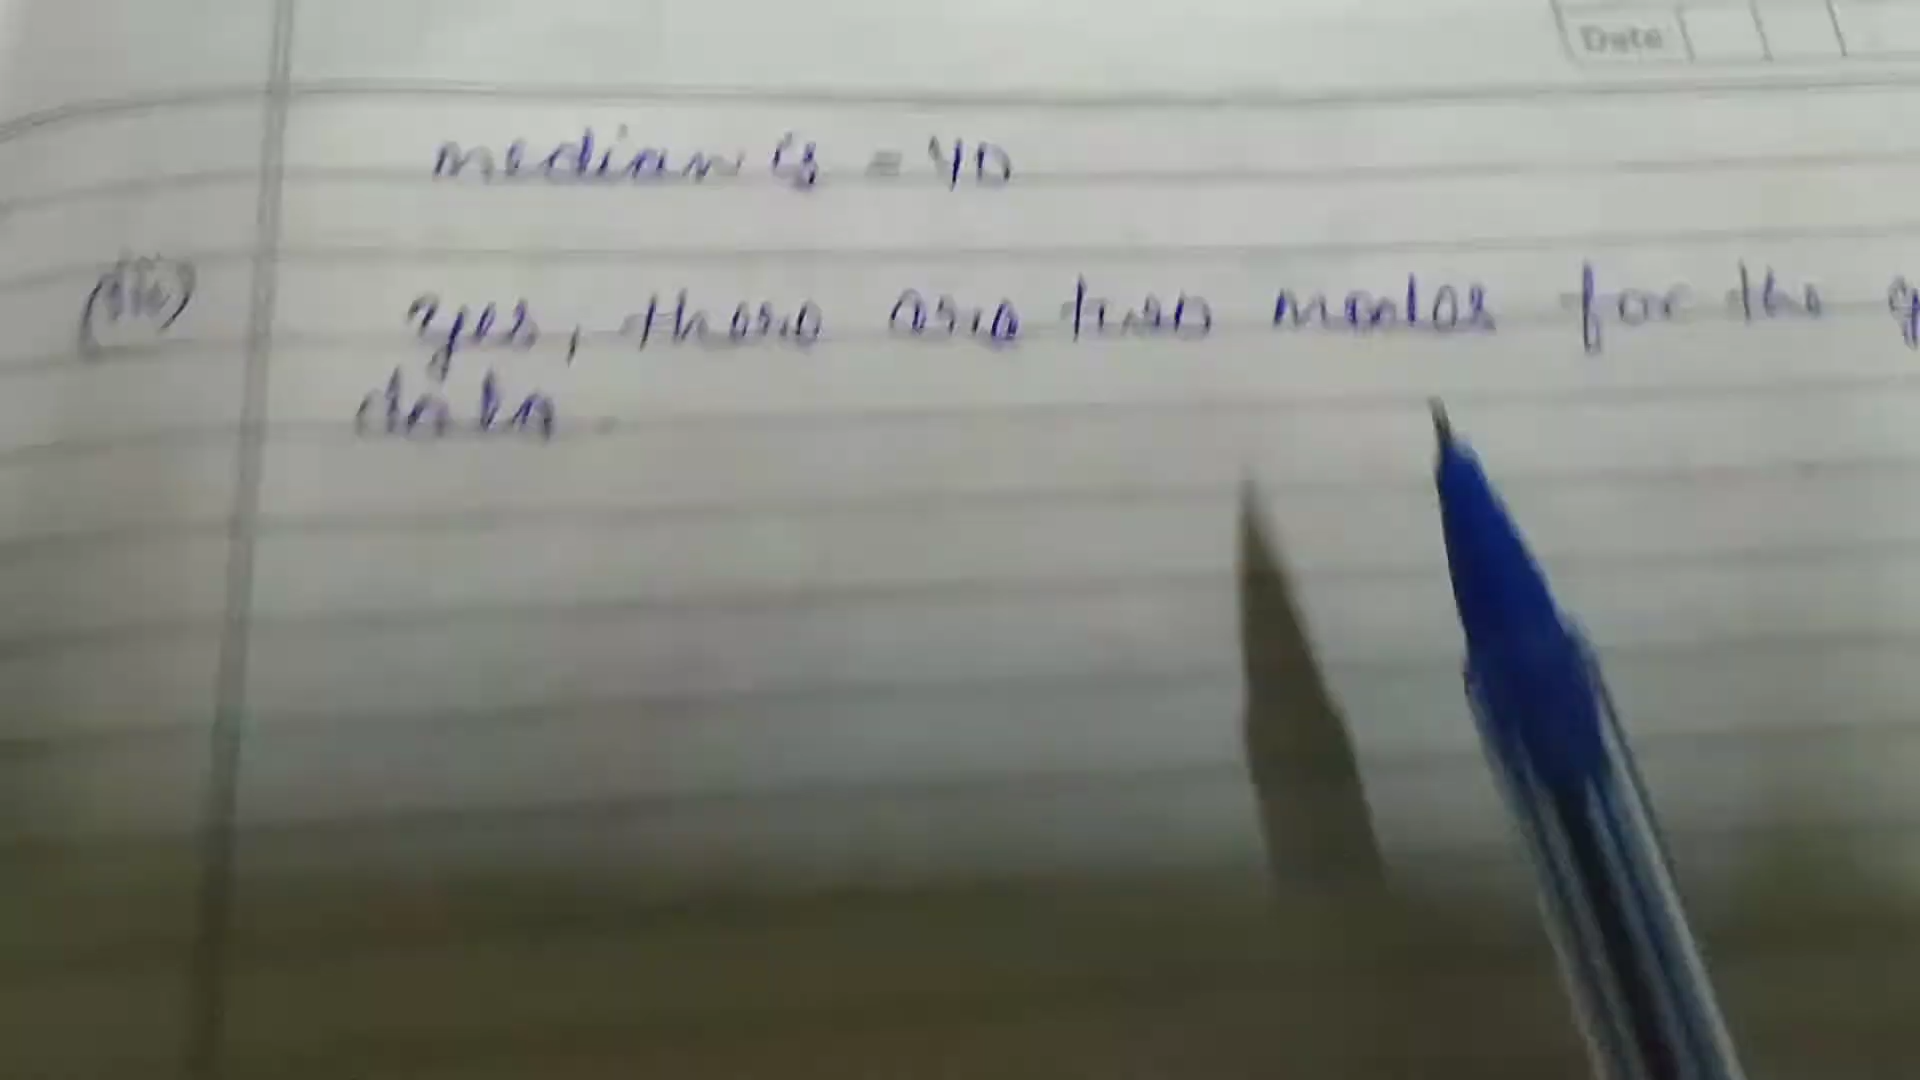 Date
median is = 40
(iii) yes, there are two modes for the
data.